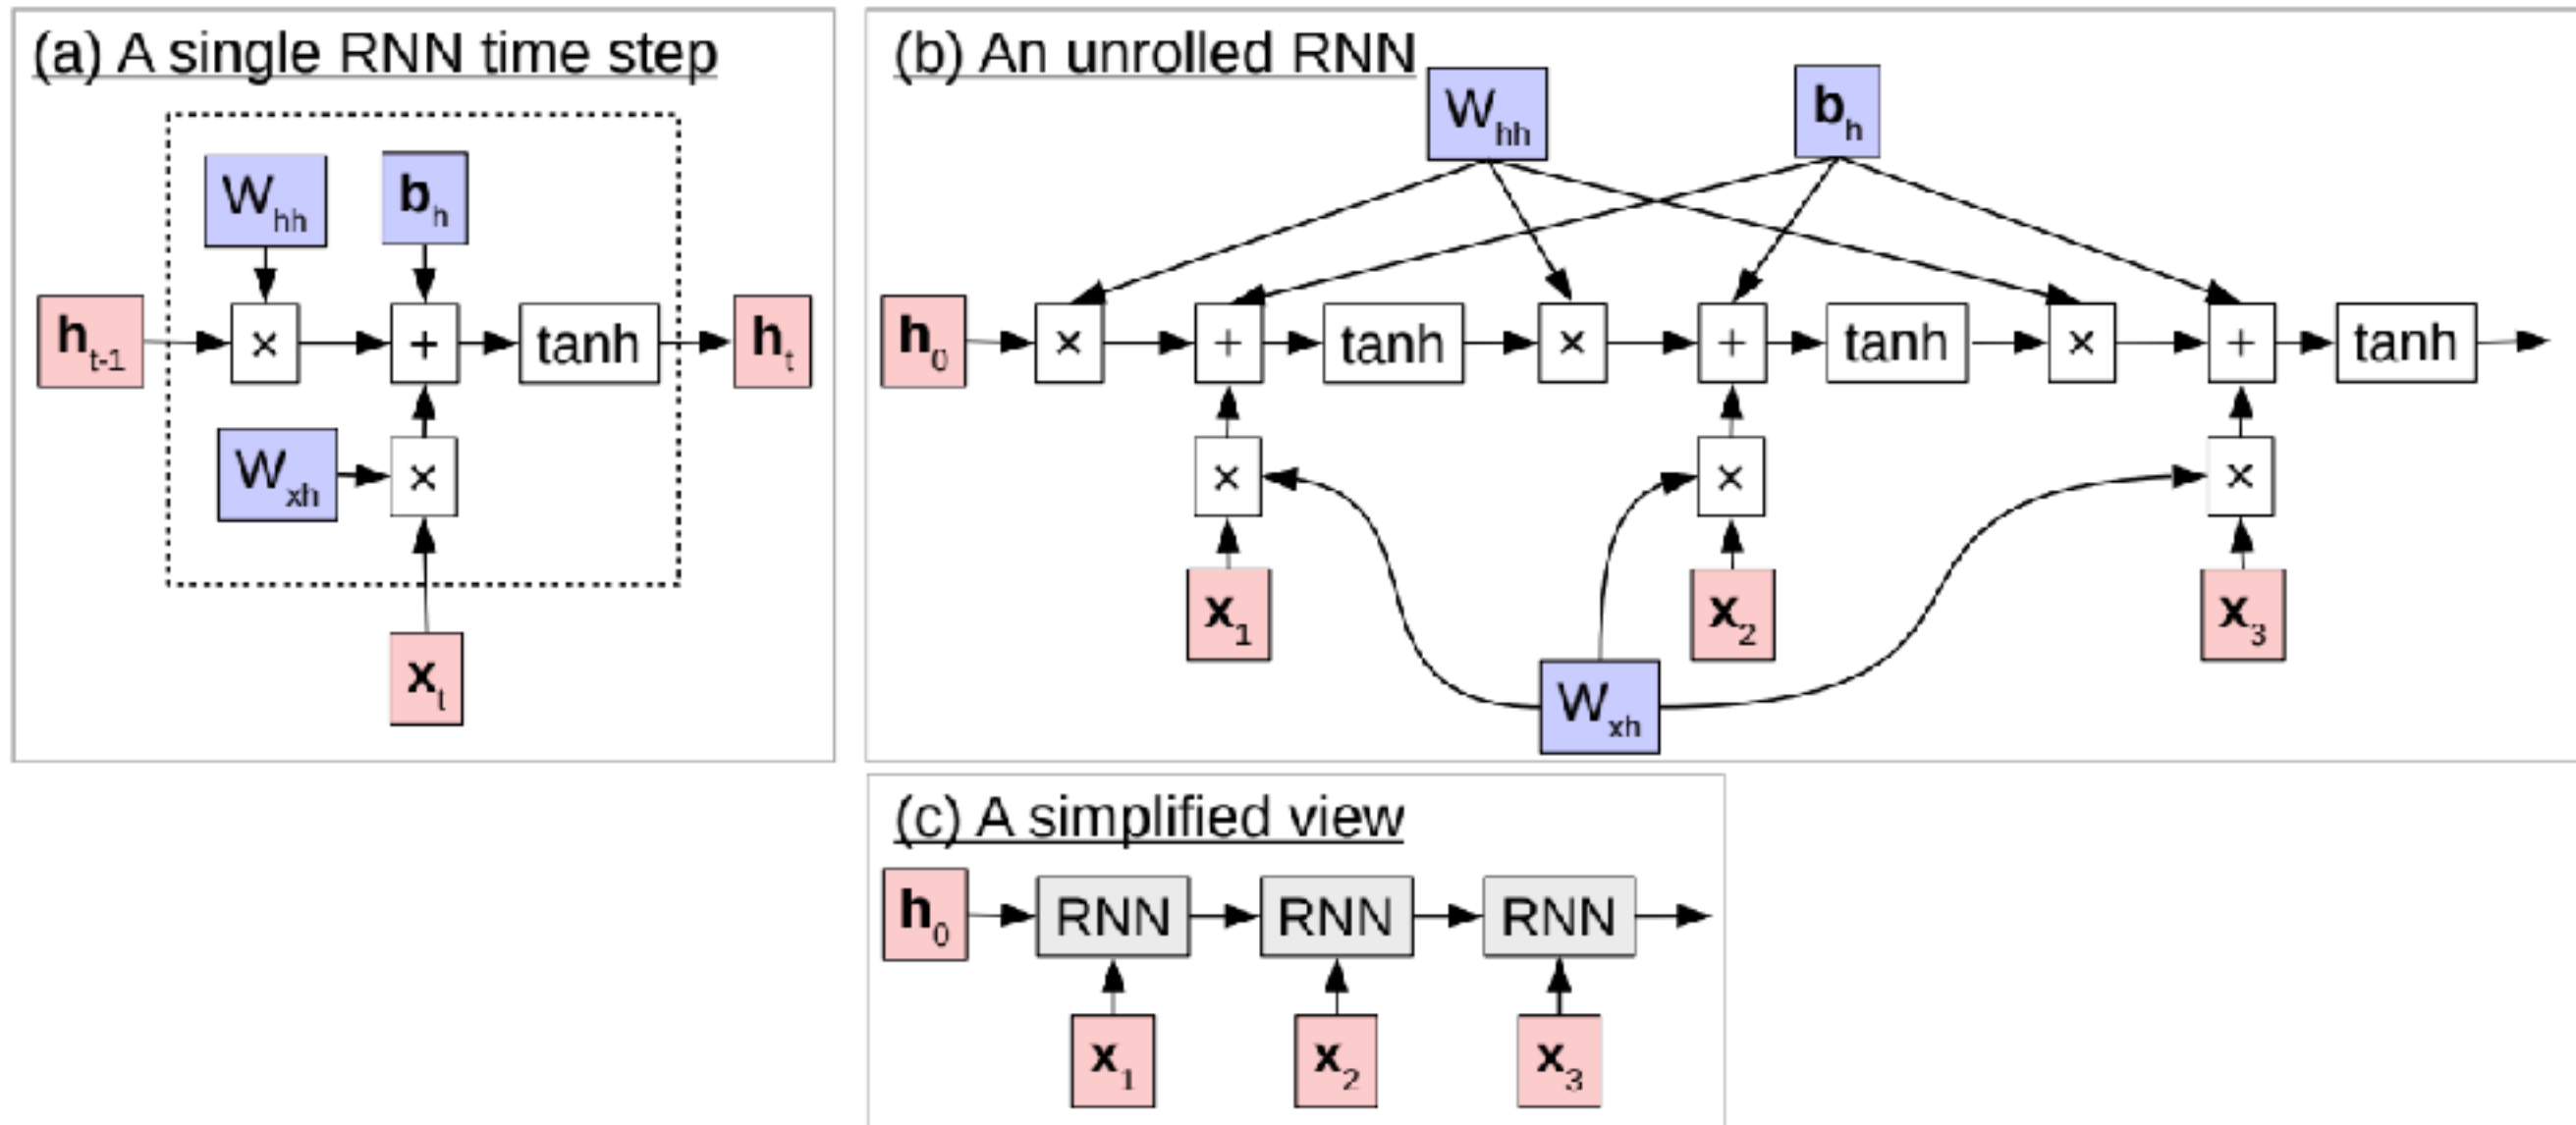 (a) A single RNN time step
W_hh b_h
h_t-1 × + tanh h_t
W_xh ×
x_t
(b) An unrolled RNN
W_hh b_h
h_0 × + tanh × + tanh × + tanh
× × ×
x_1 x_2 x_3
W_xh
(c) A simplified view
h_0 RNN RNN RNN
x_1 x_2 x_3